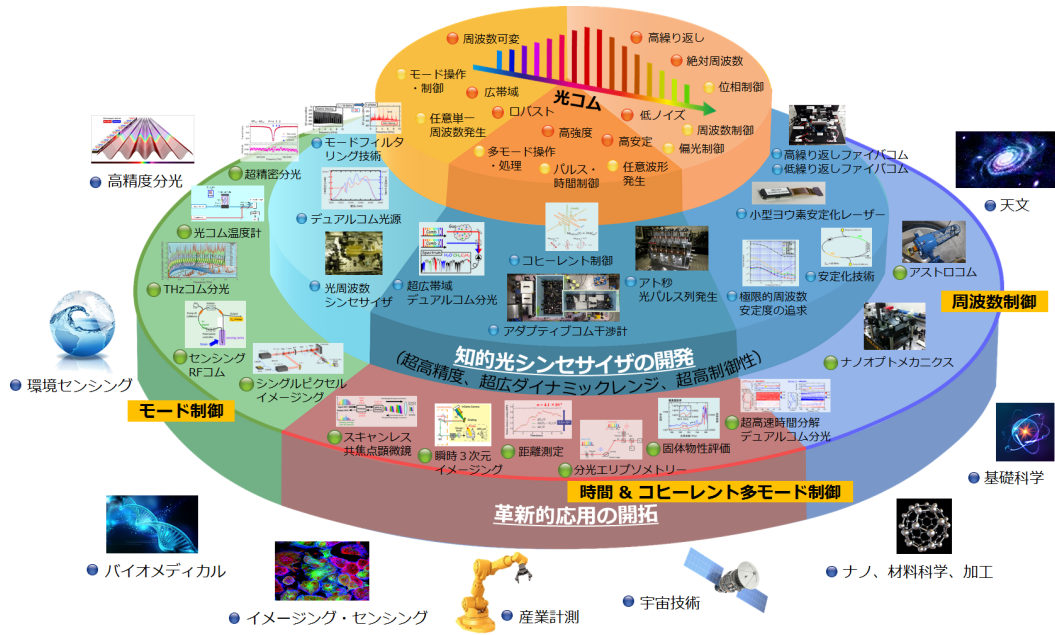 周波数可変
高繰り返し
絶対周波数
モード操作
・制御
位相制御
広帯域
光コム
ロバスト
低ノイズ
任意単一
周波数発生
高強度
高安定
周波数制御
偏光制御
多モード操作
・処理
パルス・
時間制御
任意波形
発生
高精度分光
モードフィルタ
リング技術
超精密分光
高繰り返しファイバコム
低繰り返しファイバコム
天文
デュアルコム光源
小型ヨウ素安定化レーザー
光コム温度計
コヒーレント制御
アストロコム
THzコム分光
光周波数
シンセサイザ
超広帯域
デュアルコム分光
アト秒
光パルス列発生
極限的周波数
安定度の追求
安定化技術
周波数制御
アダプティブコム干渉計
知的光シンセサイザの開発
(超高精度、超広ダイナミックレンジ、超高制御性)
センシング
RFコム
ナノオプトメカニクス
環境センシング
シングルピクセル
イメージング
モード制御
スキャンレス
共焦点顕微鏡
瞬時３次元
イメージング
距離測定
分光エリプソメトリー
固体物性評価
超高速時間分解
デュアルコム分光
基礎科学
時間 & コヒーレント多モード制御
革新的応用の開拓
バイオメディカル
ナノ、材料科学、加工
イメージング・センシング
産業計測
宇宙技術